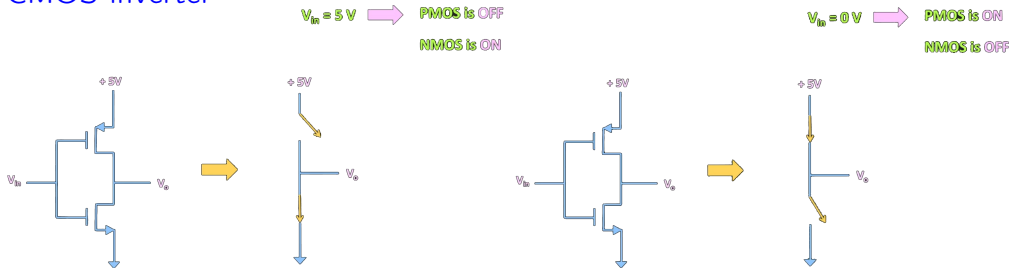 CMOS Inverter
Vin = 5 V PMOS is OFF
NMOS is ON
Vin = 0 V PMOS is ON
NMOS is OFF
+ 5V
+ 5V
+ 5V
+ 5V
Vin
Vo
Vo
Vin
Vo
Vo